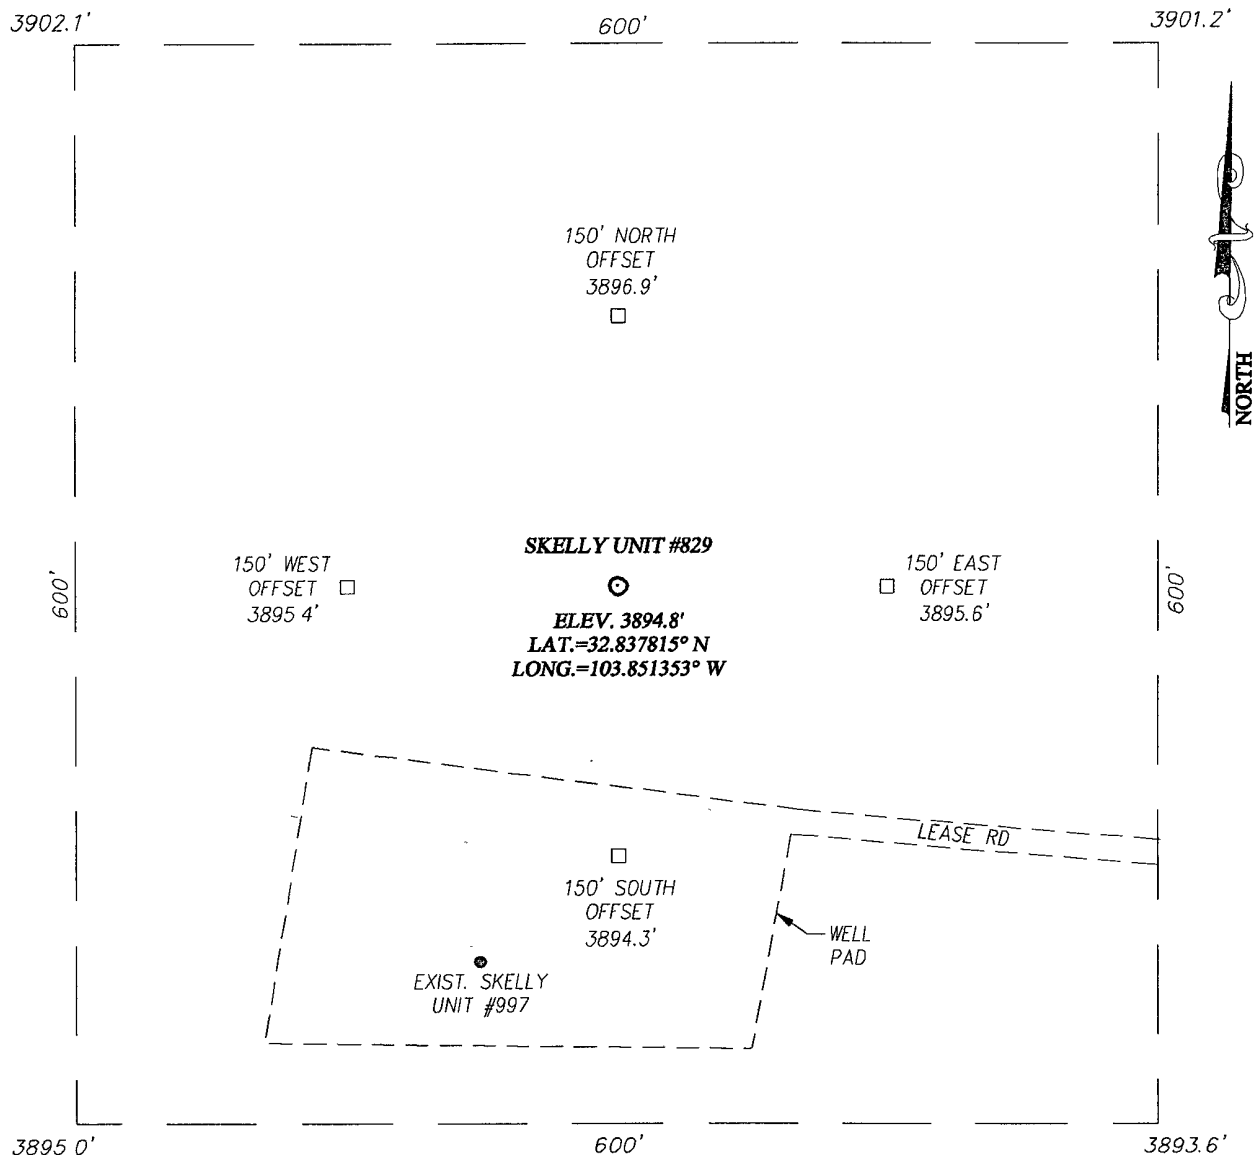 3902.1'
600'
3901.2'
NORTH
150' NORTH
OFFSET
3896.9'
SKELLY UNIT #829
ELEV. 3894.8'
LAT.=32.837815° N
LONG.=103.851353° W
600'
150' WEST
OFFSET
3895 4'
150' EAST
OFFSET
3895.6'
600'
LEASE RD
150' SOUTH
OFFSET
3894.3'
WELL
PAD
EXIST. SKELLY
UNIT #997
3895 0'
600'
3893.6'